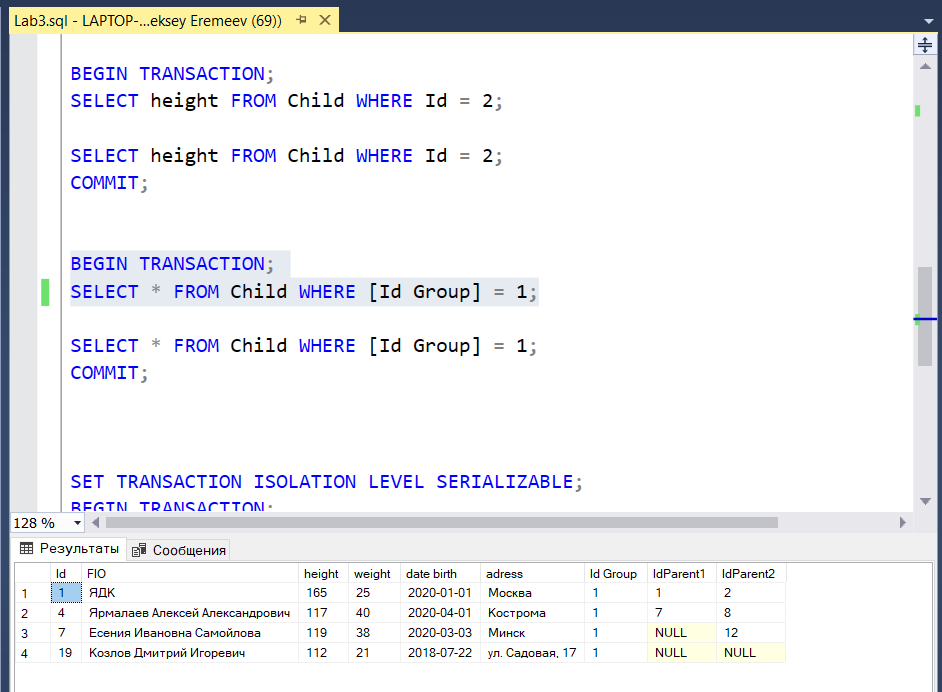 Lab3.sql - LAPTOP-...eksey Eremeev (69))
BEGIN TRANSACTION;
SELECT height FROM Child WHERE Id = 2;
SELECT height FROM Child WHERE Id = 2;
COMMIT;
BEGIN TRANSACTION;
SELECT * FROM Child WHERE [Id Group] = 1;
SELECT * FROM Child WHERE [Id Group] = 1;
COMMIT;
SET TRANSACTION ISOLATION LEVEL SERIALIZABLE;
BEGIN TRANSACTION;
128 %
Результаты Сообщения
Id FIO height weight date birth adress Id Group IdParent1 IdParent2
1 1 ЯДК 165 25 2020-01-01 Москва 1 1 2
2 4 Ярмалаев Алексей Александрович 117 40 2020-04-01 Кострома 1 7 8
3 7 Есения Ивановна Самойлова 119 38 2020-03-03 Минск 1 NULL 12
4 19 Козлов Дмитрий Игоревич 112 21 2018-07-22 ул. Садовая, 17 1 NULL NULL